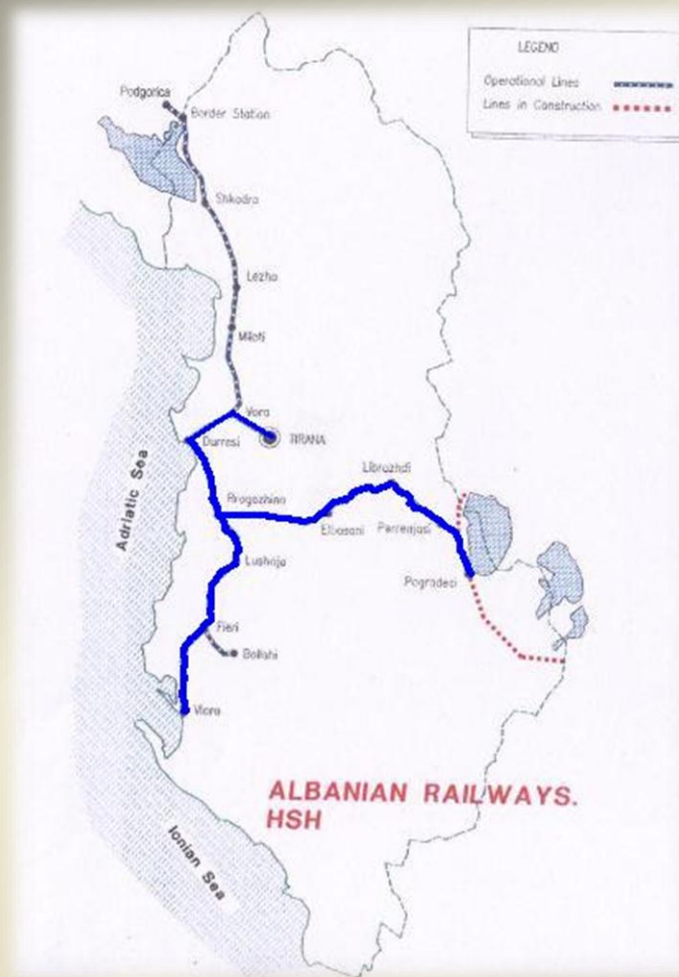 LEGEND
Operational Lines
Lines in Construction
Podgorica
Border Station
Shkodra
Lezha
Miloti
Vora
Durresi
TIRANA
Librazhdi
Rrogozhina
Elbasani
Perrenjasi
Lushnja
Pogradeci
Fieri
Ballshi
Vlora
Adriatic Sea
ALBANIAN RAILWAYS.
HSH
Ionian Sea